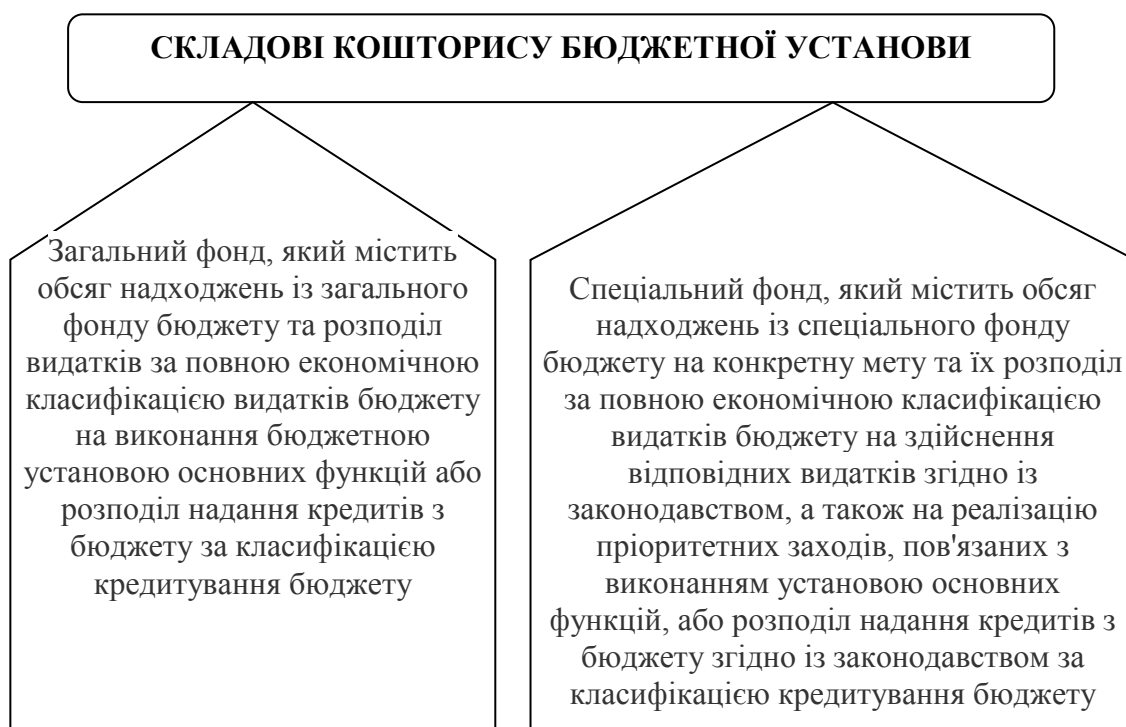 СКЛАДОВІ КОШТОРИСУ БЮДЖЕТНОЇ УСТАНОВИ
Загальний фонд, який містить
обсяг надходжень із загального
фонду бюджету та розподіл
видатків за повною економічною
класифікацією видатків бюджету
на виконання бюджетною
установою основних функцій або
розподіл надання кредитів з
бюджету за класифікацією
кредитування бюджету
Спеціальний фонд, який містить обсяг
надходжень із спеціального фонду
бюджету на конкретну мету та їх розподіл
за повною економічною класифікацією
видатків бюджету на здійснення
відповідних видатків згідно із
законодавством, а також на реалізацію
пріоритетних заходів, пов'язаних з
виконанням установою основних
функцій, або розподіл надання кредитів з
бюджету згідно із законодавством за
класифікацією кредитування бюджету